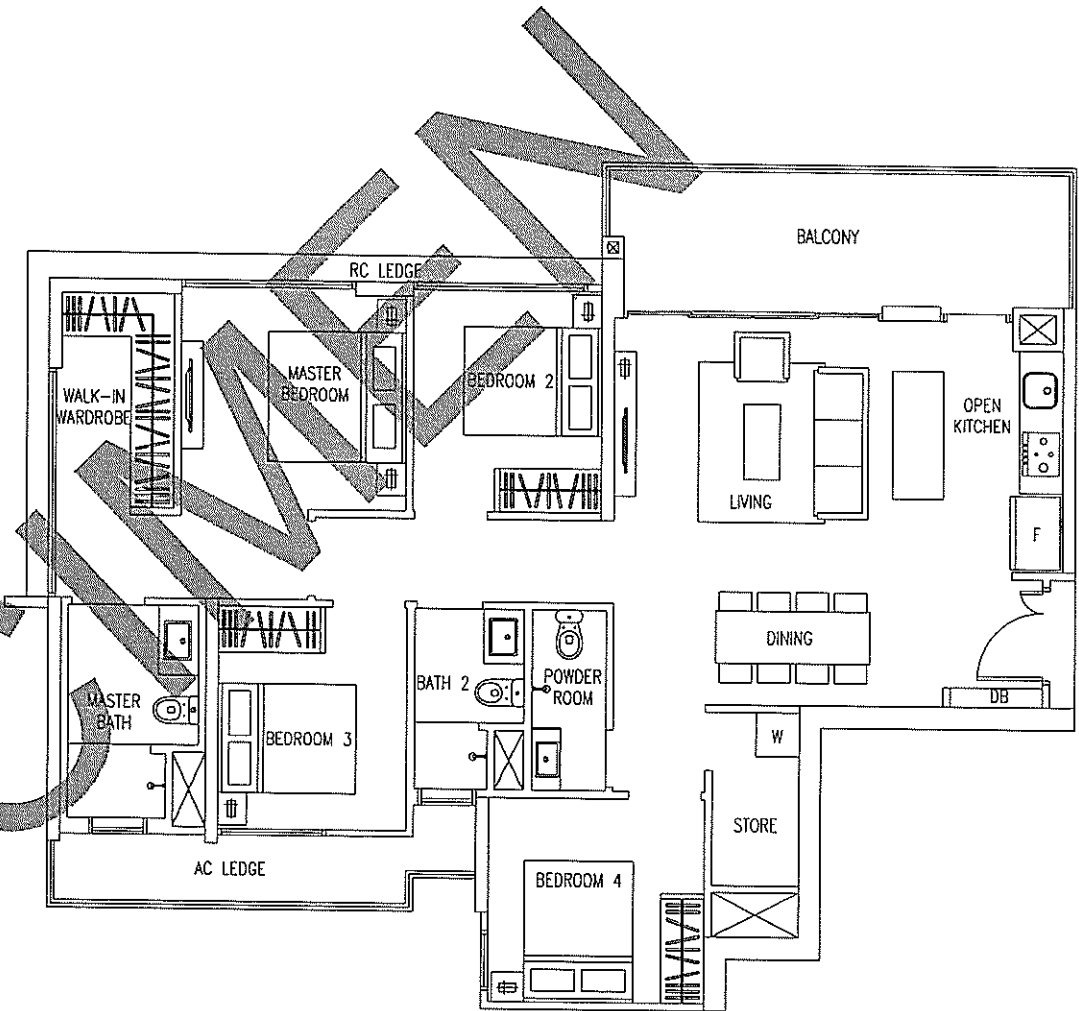 BALCONY
RC LEDGE
MASTER
BEDROOM
BEDROOM 2
WALK-IN
WARDROBE
OPEN
KITCHEN
LIVING
F
DINING
DB
MASTER
BATH
BEDROOM 3
BATH 2
POWDER
ROOM
W
STORE
AC LEDGE
BEDROOM 4